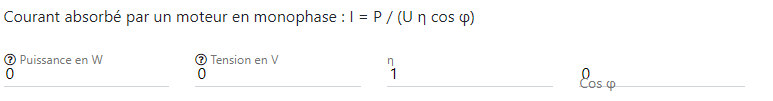 Courant absorbé par un moteur en monophase : I = P / (U η cos φ)
Puissance en W Tension en V η
0 0 1 0
Cos φ